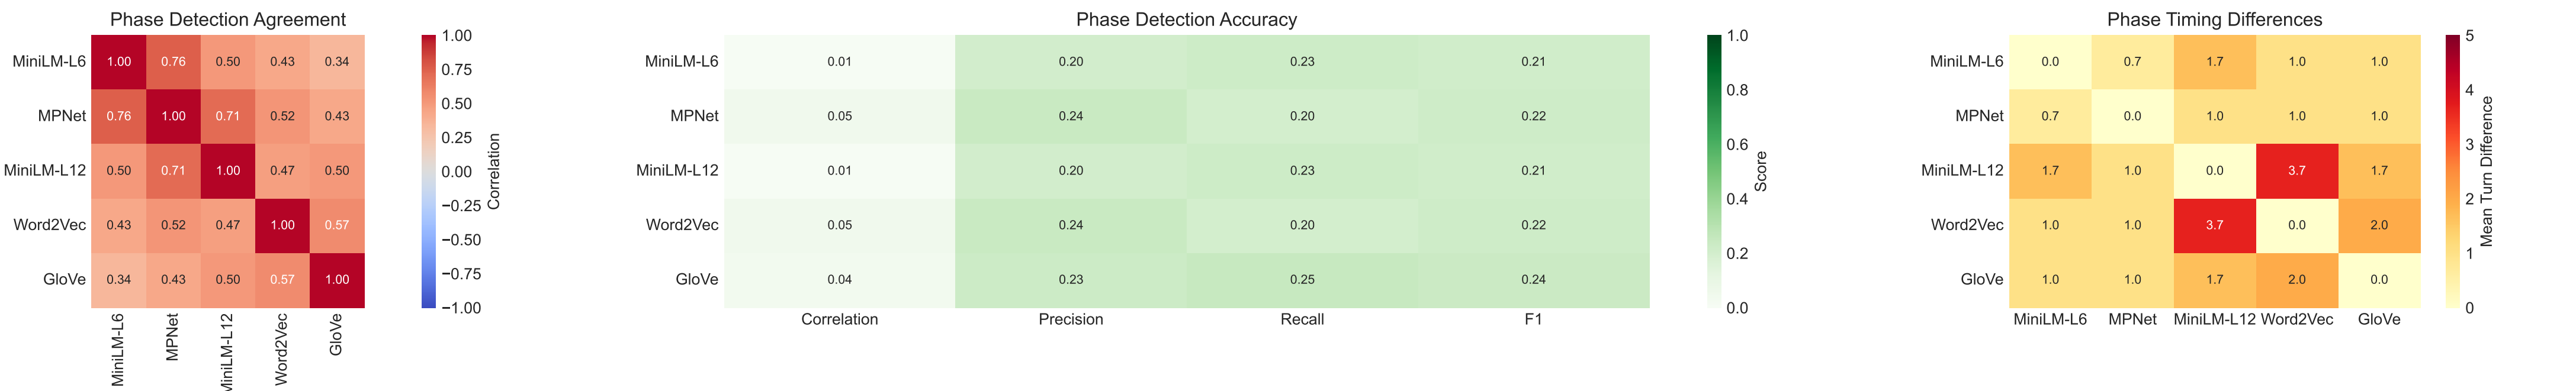 Phase Detection Agreement
MiniLM-L6 1.00 0.76 0.50 0.43 0.34
MPNet 0.76 1.00 0.71 0.52 0.43
MiniLM-L12 0.50 0.71 1.00 0.47 0.50
Word2Vec 0.43 0.52 0.47 1.00 0.57
GloVe 0.34 0.43 0.50 0.57 1.00
MiniLM-L6
MPNet
MiniLM-L12
Word2Vec
GloVe
1.00
0.75
0.50
0.25
0.00
−0.25
−0.50
−0.75
−1.00
Correlation
Phase Detection Accuracy
MiniLM-L6 0.01 0.20 0.23 0.21
MPNet 0.05 0.24 0.20 0.22
MiniLM-L12 0.01 0.20 0.23 0.21
Word2Vec 0.05 0.24 0.20 0.22
GloVe 0.04 0.23 0.25 0.24
Correlation Precision Recall F1
1.0
0.8
0.6
0.4
0.2
0.0
Score
Phase Timing Differences
MiniLM-L6 0.0 0.7 1.7 1.0 1.0
MPNet 0.7 0.0 1.0 1.0 1.0
MiniLM-L12 1.7 1.0 0.0 3.7 1.7
Word2Vec 1.0 1.0 3.7 0.0 2.0
GloVe 1.0 1.0 1.7 2.0 0.0
MiniLM-L6 MPNet MiniLM-L12 Word2Vec GloVe
5
4
3
2
1
0
Mean Turn Difference